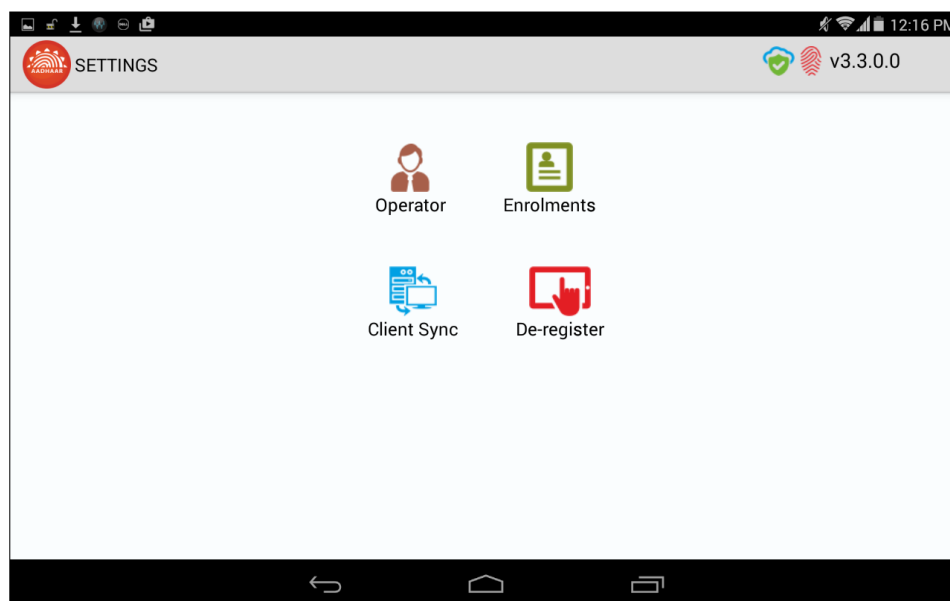 12:16 PM
AADHAAR
SETTINGS
v3.3.0.0
Operator
Enrolments
Client Sync
De-register